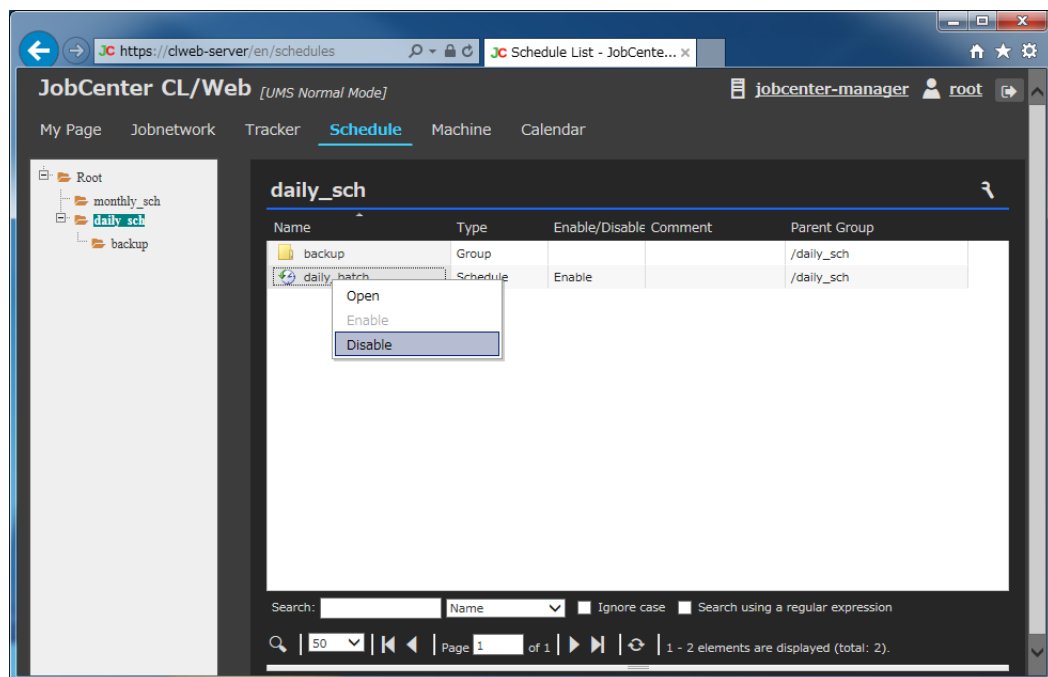 JC https://clweb-server/en/schedules
JC Schedule List - JobCente...
JobCenter CL/Web [UMS Normal Mode]
jobcenter-manager root
My Page Jobnetwork Tracker Schedule Machine Calendar
Root
monthly_sch
daily_sch
backup
daily_sch
Name Type Enable/Disable Comment Parent Group
backup Group /daily_sch
daily_batch Schedule Enable /daily_sch
Open
Enable
Disable
Search: Name Ignore case Search using a regular expression
50 Page 1 of 1 1 - 2 elements are displayed (total: 2).